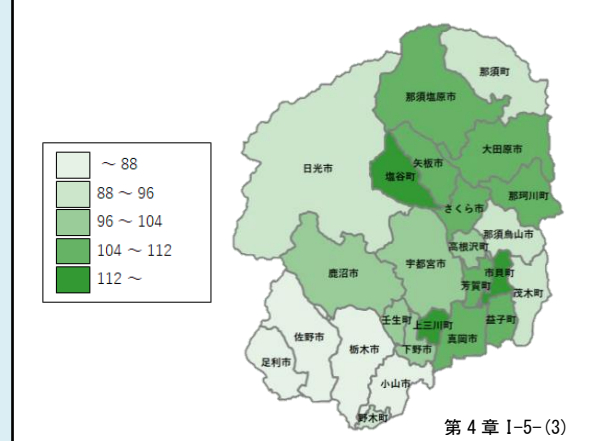 ～ 88
88 ～ 96
96 ～ 104
104 ～ 112
112 ～
那須町
那須塩原市
大田原市
矢板市
日光市
塩谷町
那珂川町
さくら市
那須烏山市
高根沢町
宇都宮市
鹿沼市
市貝町
芳賀町
茂木町
壬生町
上三川町
益子町
真岡市
下野市
佐野市
栃木市
足利市
小山市
野木町
第４章 Ⅰ-5-(3)